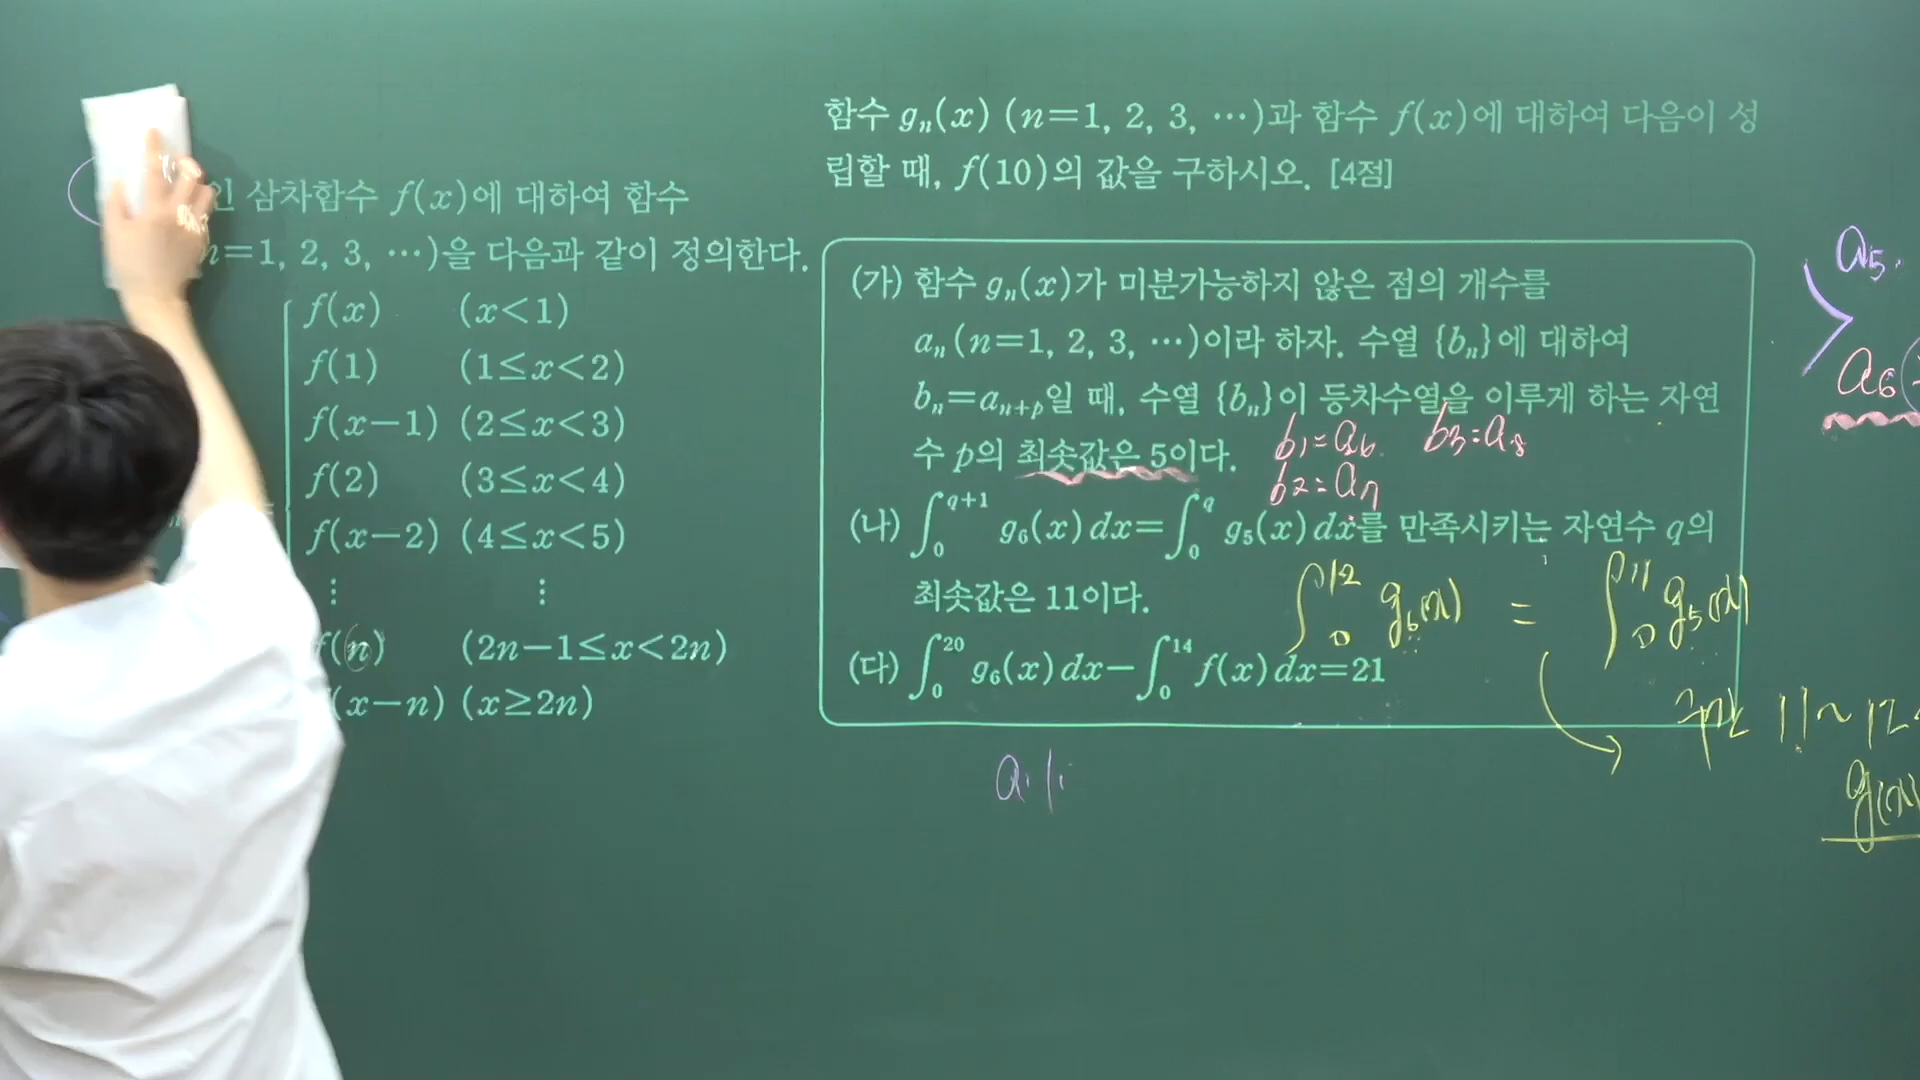 인 삼차함수 f(x)에 대하여 함수
n=1, 2, 3, ⋯)을 다음과 같이 정의한다.
f(x) (x<1)
f(1) (1≤x<2)
f(x−1) (2≤x<3)
f(2) (3≤x<4)
f(x−2) (4≤x<5)
⋮ ⋮
f(n) (2n−1≤x<2n)
(x−n) (x≥2n)
함수 gₙ(x) (n=1, 2, 3, ⋯)과 함수 f(x)에 대하여 다음이 성
립할 때, f(10)의 값을 구하시오. [4점]
(가) 함수 gₙ(x)가 미분가능하지 않은 점의 개수를
aₙ(n=1, 2, 3, ⋯)이라 하자. 수열 {bₙ}에 대하여
bₙ=aₙ₊ₚ일 때, 수열 {bₙ}이 등차수열을 이루게 하는 자연
수 p의 최솟값은 5이다.
b₁=a₆ b₃=a₈
b₂=a₇
(나) ∫₀^(q+1) g₆(x)dx=∫₀^q g₅(x)dx를 만족시키는 자연수 q의
최솟값은 11이다.
∫₀^12 g₆(x) = ∫₀^11 g₅(x)
(다) ∫₀^20 g₆(x)dx−∫₀^14 f(x)dx=21
구간 11~12
g(x)
a₁
a₅
a₆